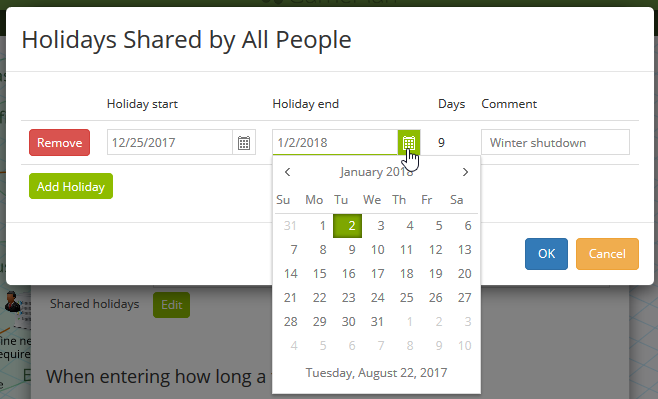 Holidays Shared by All People
Holiday start Holiday end Days Comment
Remove 12/25/2017 1/2/2018 9 Winter shutdown
Add Holiday
January 2018
Su Mo Tu We Th Fr Sa
31 1 2 3 4 5 6
7 8 9 10 11 12 13
14 15 16 17 18 19 20
21 22 23 24 25 26 27
28 29 30 31 1 2 3
4 5 6 7 8 9 10
Tuesday, August 22, 2017
OK Cancel
Shared holidays Edit
When entering how long a